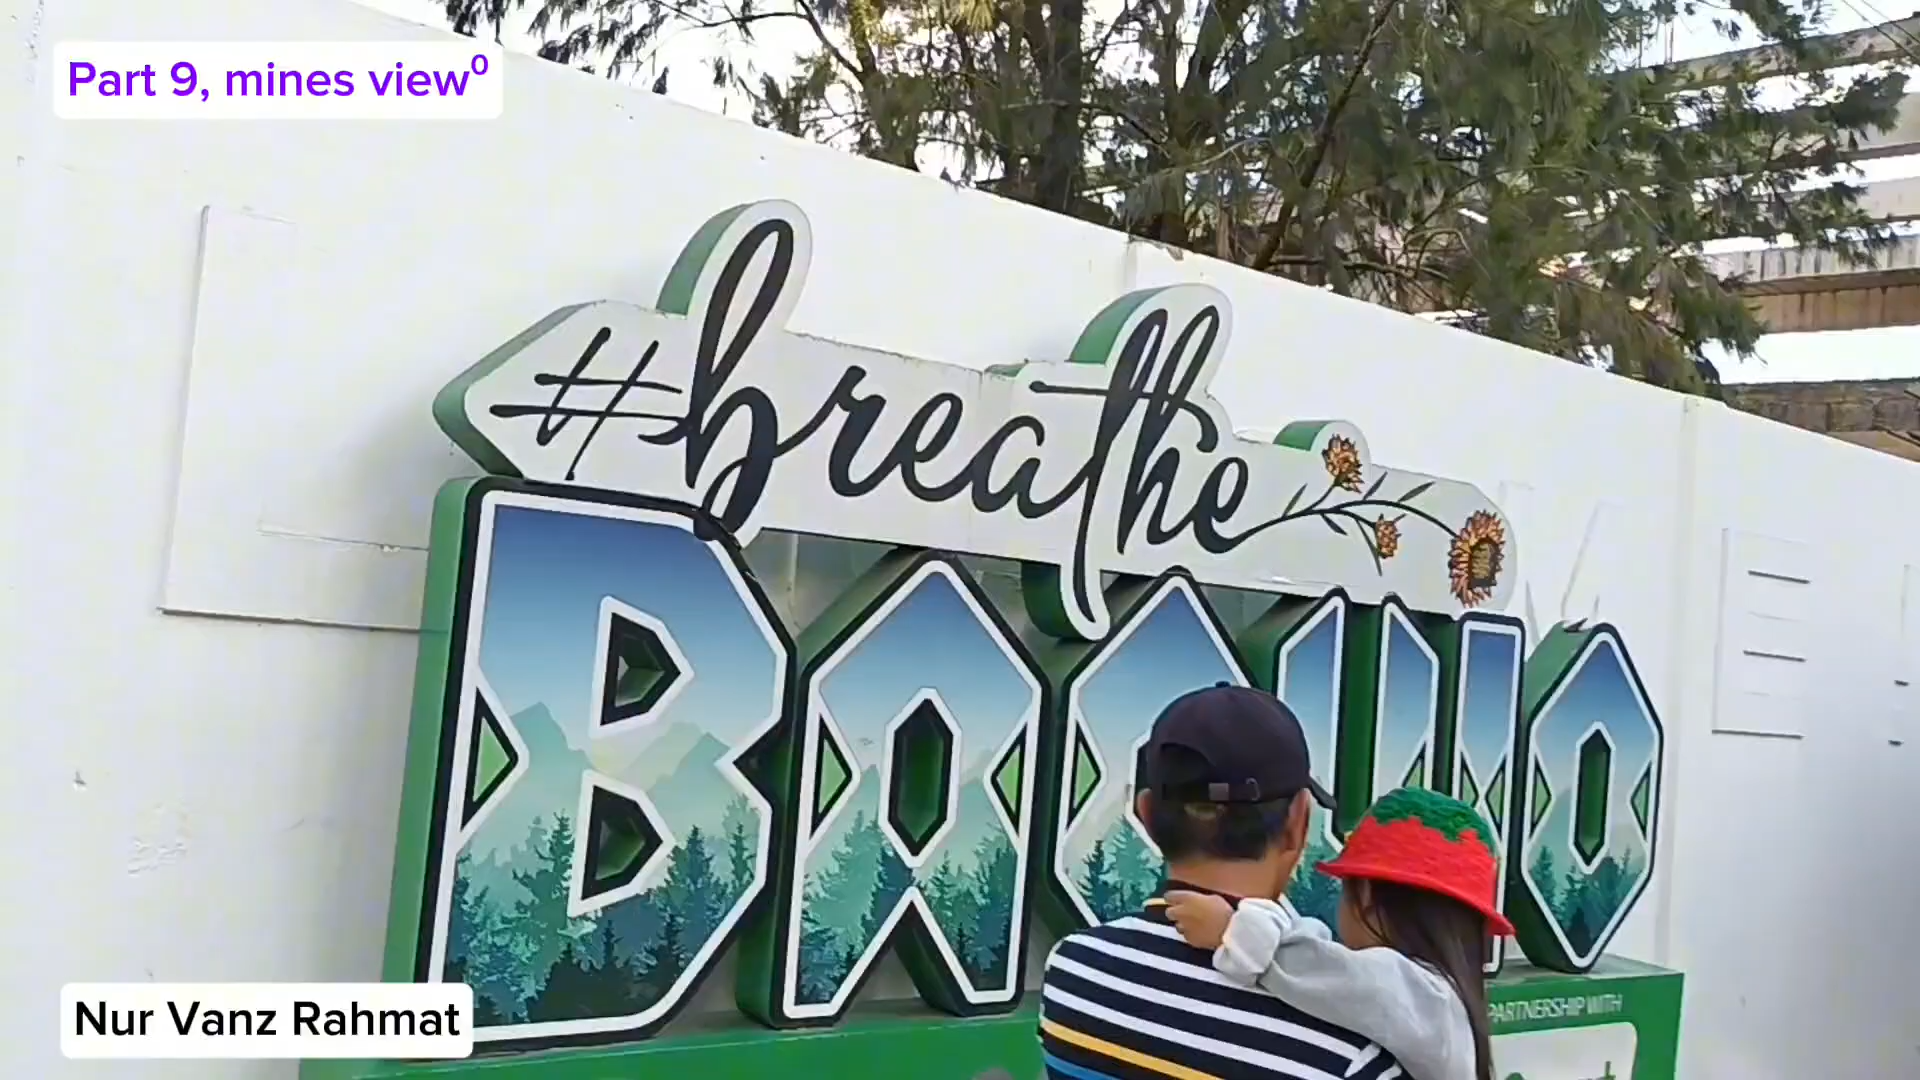 Part 9, mines view⁰
#breathe
BAGUIO
PARTNERSHIP WITH
Nur Vanz Rahmat